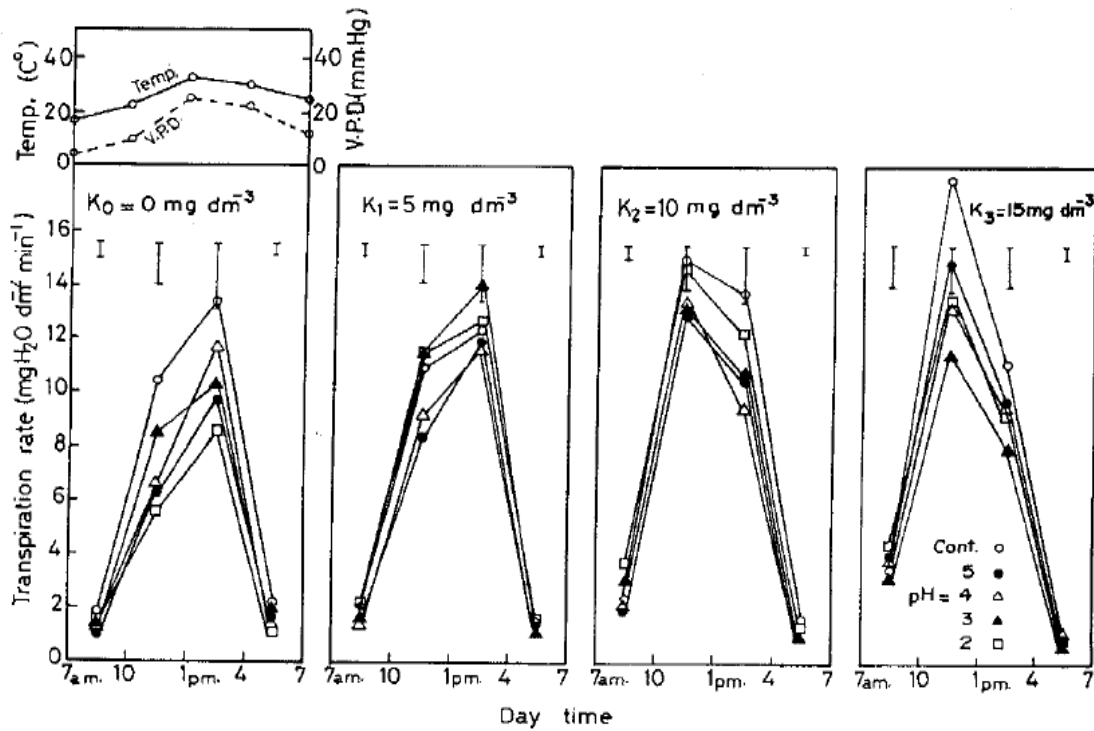 Temp. (C°)
40
20
0
Temp.
V.P.D.
40
20
0
V.P.D.(mm.Hg)
Transpiration rate (mgH₂O dm⁻² min⁻¹)
16
14
12
10
8
6
4
2
0
K₀ = 0 mg dm⁻³
K₁ = 5 mg dm⁻³
K₂ = 10 mg dm⁻³
K₃ = 15 mg dm⁻³
Cont. ○
5 ●
pH = 4 △
3 ▲
2 □
7am. 10 1pm. 4 7
7am. 10 1pm. 4 7
7am. 10 1pm. 4 7
7am. 10 1pm. 4 7
Day time